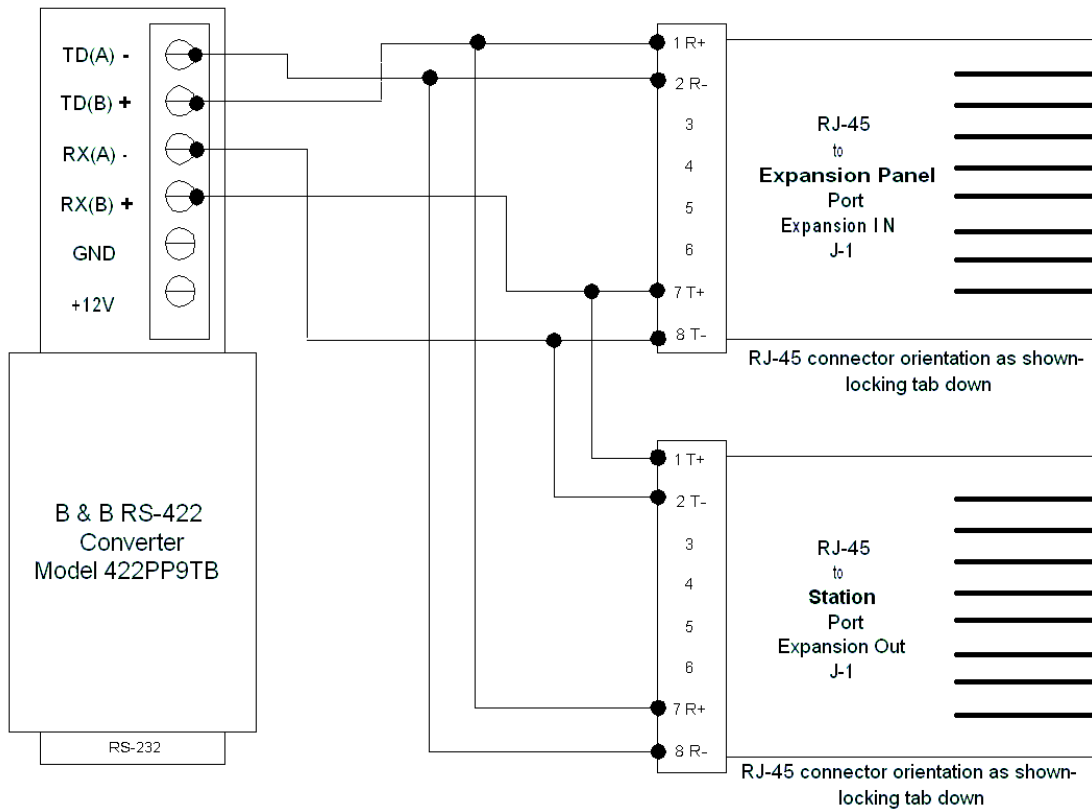 TD(A) -
TD(B) +
RX(A) -
RX(B) +
GND
+12V
B & B RS-422
Converter
Model 422PP9TB
RS-232
1 R+
2 R-
3
4
5
6
7 T+
8 T-
RJ-45
to
Expansion Panel
Port
Expansion IN
J-1
RJ-45 connector orientation as shown-
locking tab down
1 T+
2 T-
3
4
5
6
7 R+
8 R-
RJ-45
to
Station
Port
Expansion Out
J-1
RJ-45 connector orientation as shown-
locking tab down